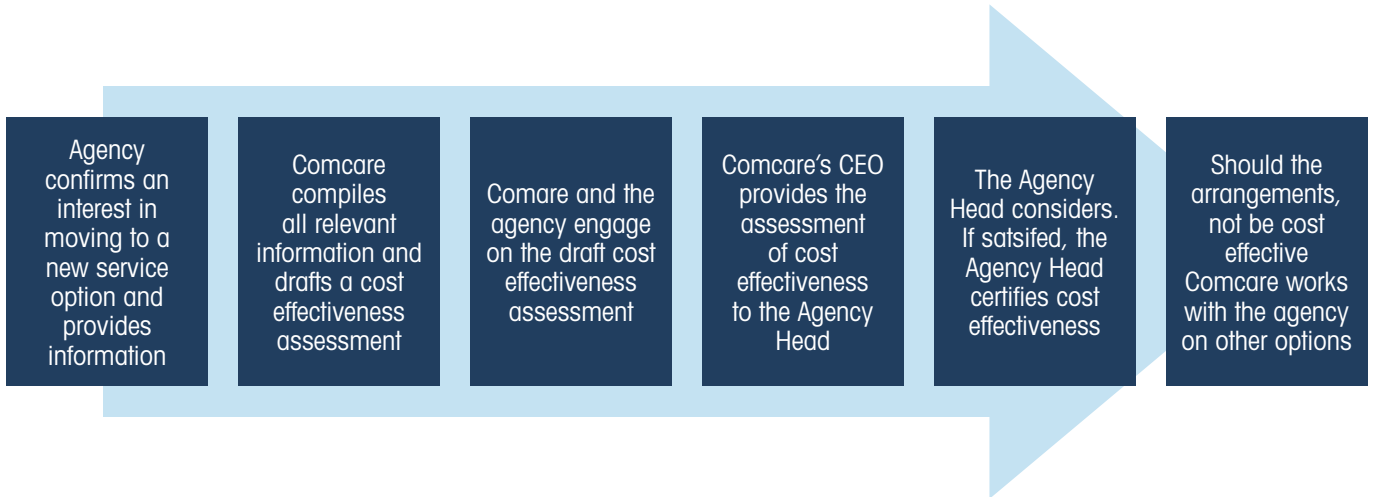 Agency
confirms an
interest in
moving to a
new service
option and
provides
information
Comcare
compiles
all relevant
information and
drafts a cost
effectiveness
assessment
Comare and the
agency engage
on the draft cost
effectiveness
assessment
Comcare’s CEO
provides the
assessment
of cost
effectiveness
to the Agency
Head
The Agency
Head considers.
If satsifed, the
Agency Head
certifies cost
effectiveness
Should the
arrangements,
not be cost
effective
Comcare works
with the agency
on other options